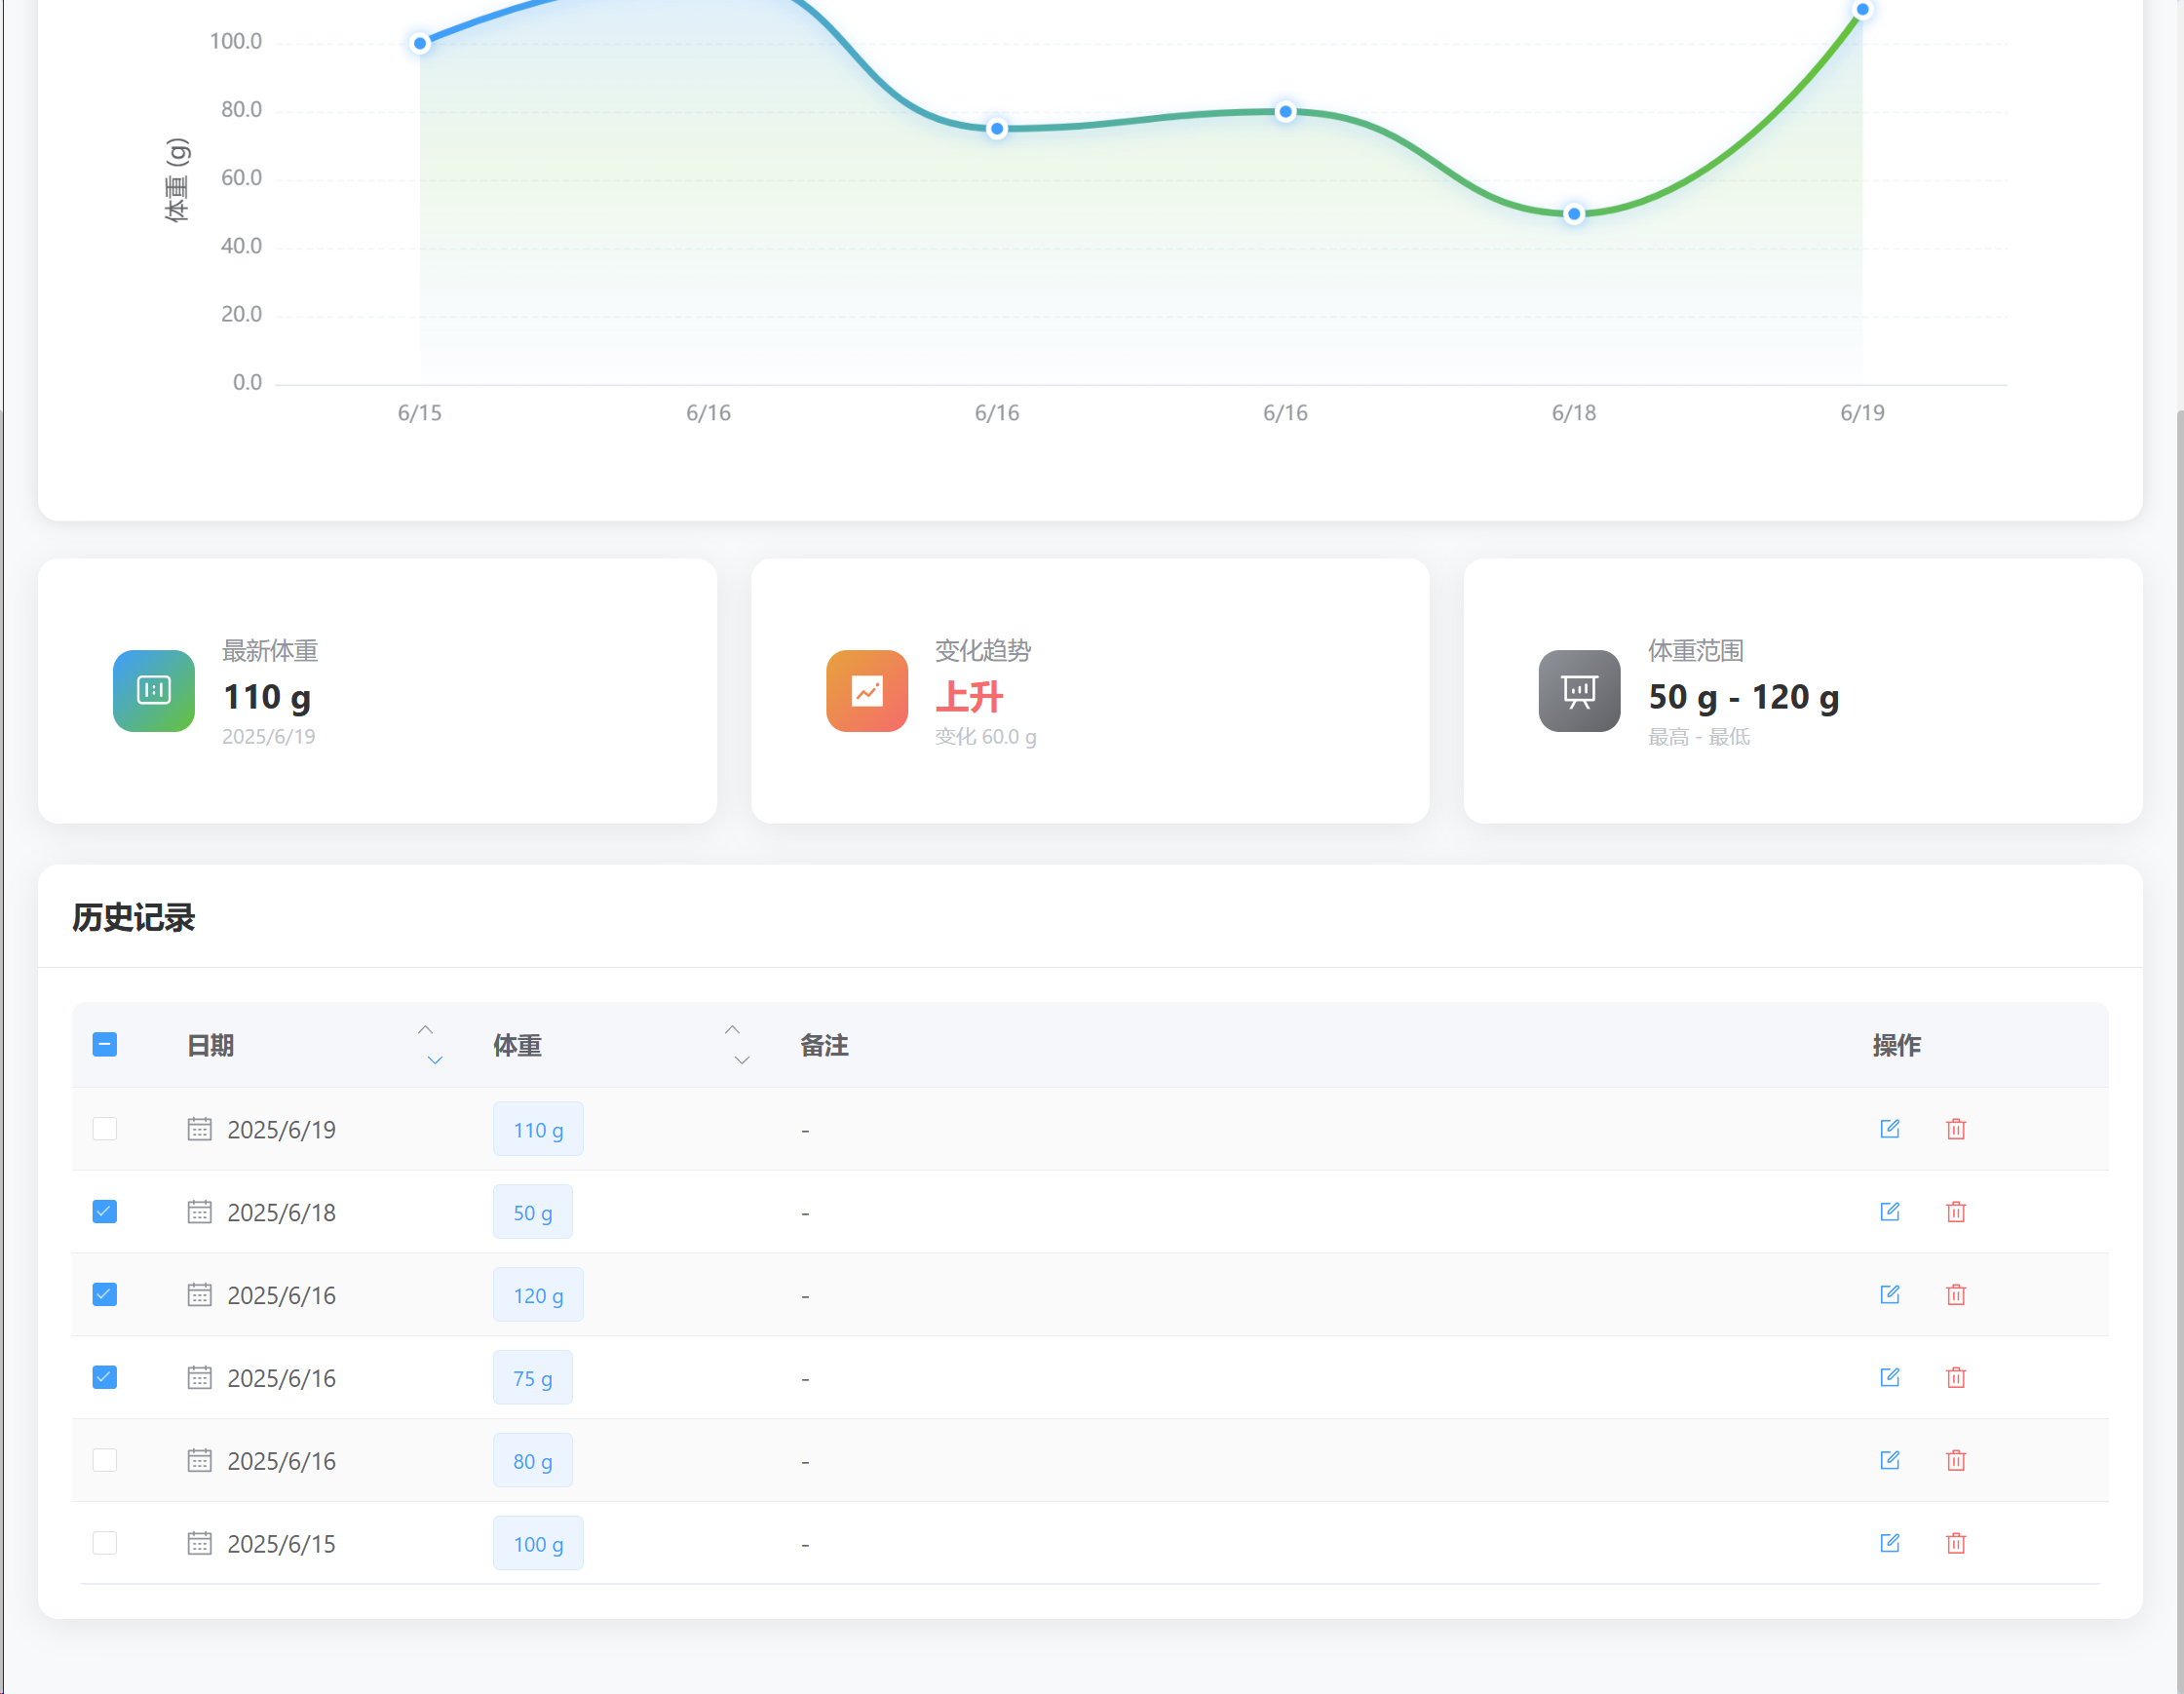 100.0
80.0
60.0
40.0
20.0
0.0
体重 (g)
6/15 6/16 6/16 6/16 6/18 6/19
最新体重
110 g
2025/6/19
变化趋势
上升
变化 60.0 g
体重范围
50 g - 120 g
最高 - 最低
历史记录
日期 体重 备注 操作
2025/6/19 110 g -
2025/6/18 50 g -
2025/6/16 120 g -
2025/6/16 75 g -
2025/6/16 80 g -
2025/6/15 100 g -